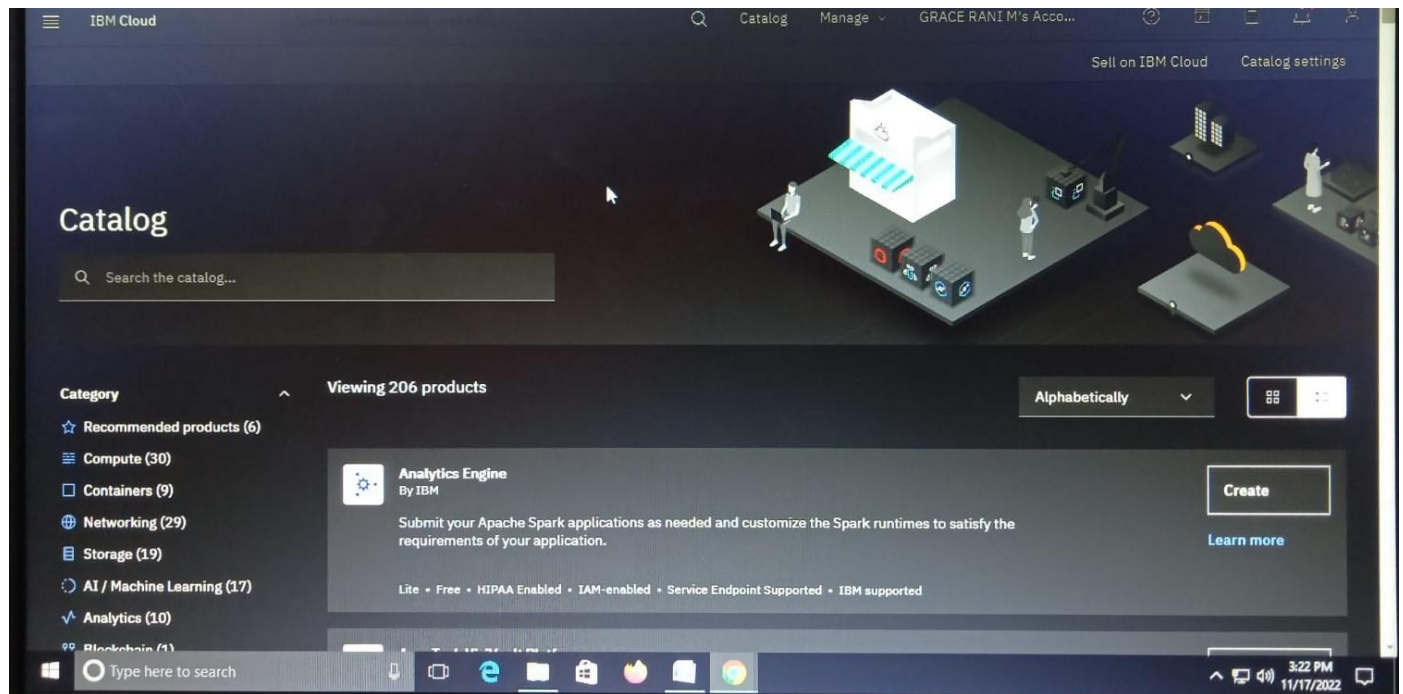 IBM Cloud
Catalog
Manage
GRACE RANI M's Acco...
Sell on IBM Cloud
Catalog settings
Catalog
Search the catalog...
Category
Viewing 206 products
Alphabetically
Recommended products (6)
Compute (30)
Containers (9)
Networking (29)
Storage (19)
AI / Machine Learning (17)
Analytics (10)
Blockchain (1)
Analytics Engine
By IBM
Submit your Apache Spark applications as needed and customize the Spark runtimes to satisfy the
requirements of your application.
Lite • Free • HIPAA Enabled • IAM-enabled • Service Endpoint Supported • IBM supported
Create
Learn more
Type here to search
3:22 PM
11/17/2022